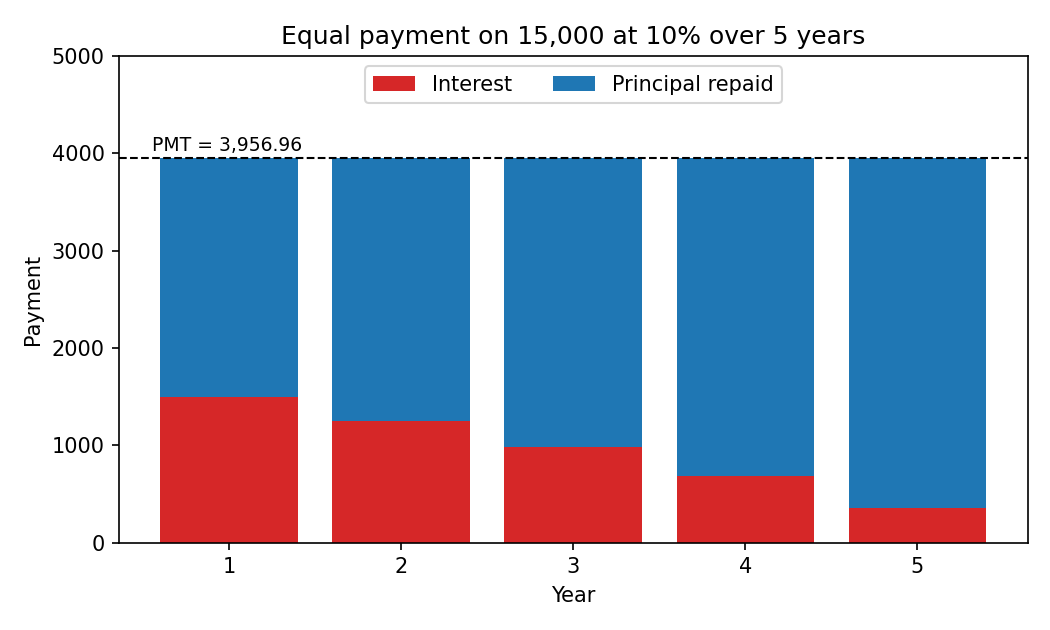 Equal payment on 15,000 at 10% over 5 years
5000
Interest
Principal repaid
PMT = 3,956.96
4000
3000
2000
1000
0
Payment
1 2 3 4 5
Year